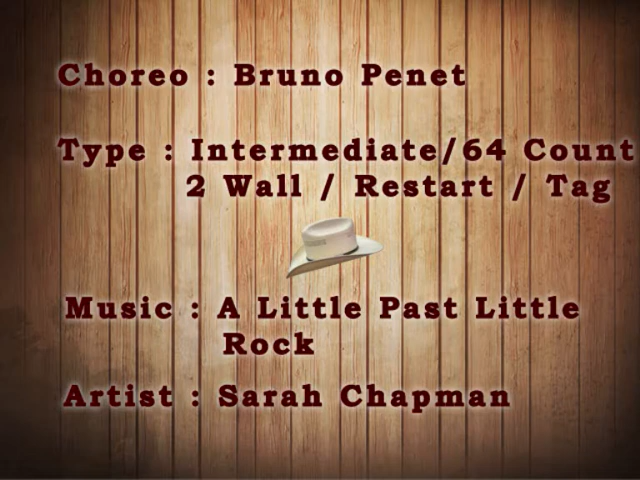 Choreo : Bruno Penet
Type : Intermediate/64 Count
2 Wall / Restart / Tag
Music : A Little Past Little
Rock
Artist : Sarah Chapman